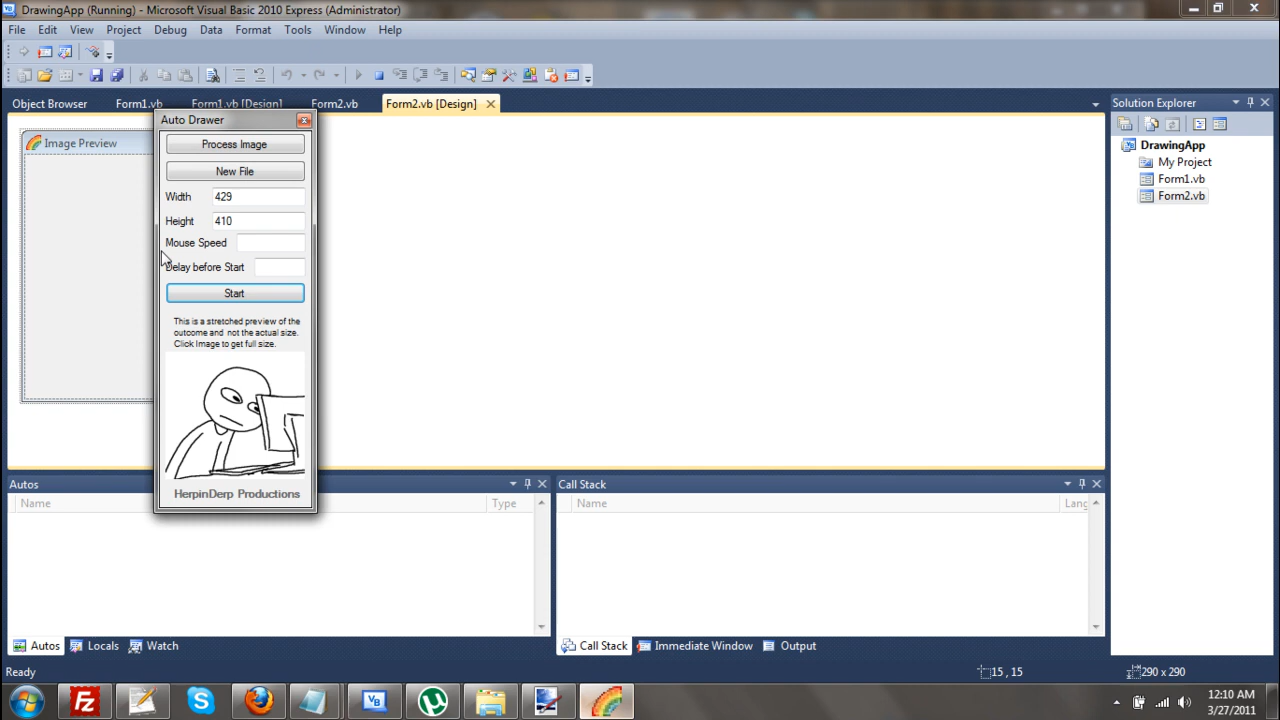 DrawingApp (Running) - Microsoft Visual Basic 2010 Express (Administrator)
File Edit View Project Debug Data Format Tools Window Help
Object Browser Form1.vb Form1.vb [Design] Form2.vb Form2.vb [Design]
Solution Explorer
DrawingApp
My Project
Form1.vb
Form2.vb
Image Preview
Auto Drawer
Process Image
New File
Width 429
Height 410
Mouse Speed
Delay before Start
Start
This is a stretched preview of the
outcome and not the actual size.
Click Image to get full size.
HerpinDerp Productions
Autos
Name Type
Call Stack
Name Lang
Autos Locals Watch
Call Stack Immediate Window Output
Ready 15 , 15 290 x 290
12:10 AM
3/27/2011